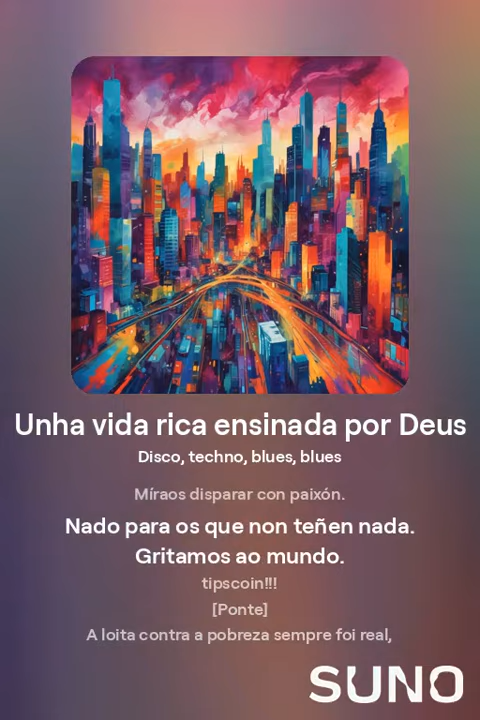 Unha vida rica ensinada por Deus
Disco, techno, blues, blues
Míraos disparar con paixón.
Nado para os que non teñen nada.
Gritamos ao mundo.
tipscoin!!!
[Ponte]
A loita contra a pobreza sempre foi real,
SUNO